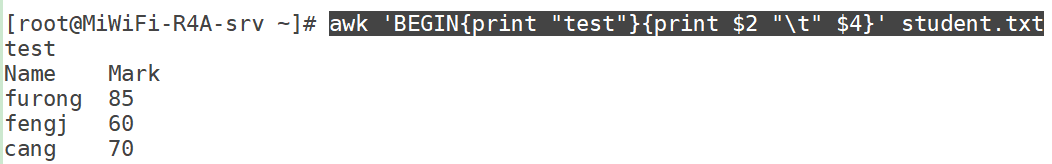 [root@MiWiFi-R4A-srv ~]# awk 'BEGIN{print "test"}{print $2 "\t" $4}' student.txt
test
Name    Mark
furong  85
fengj   60
cang    70